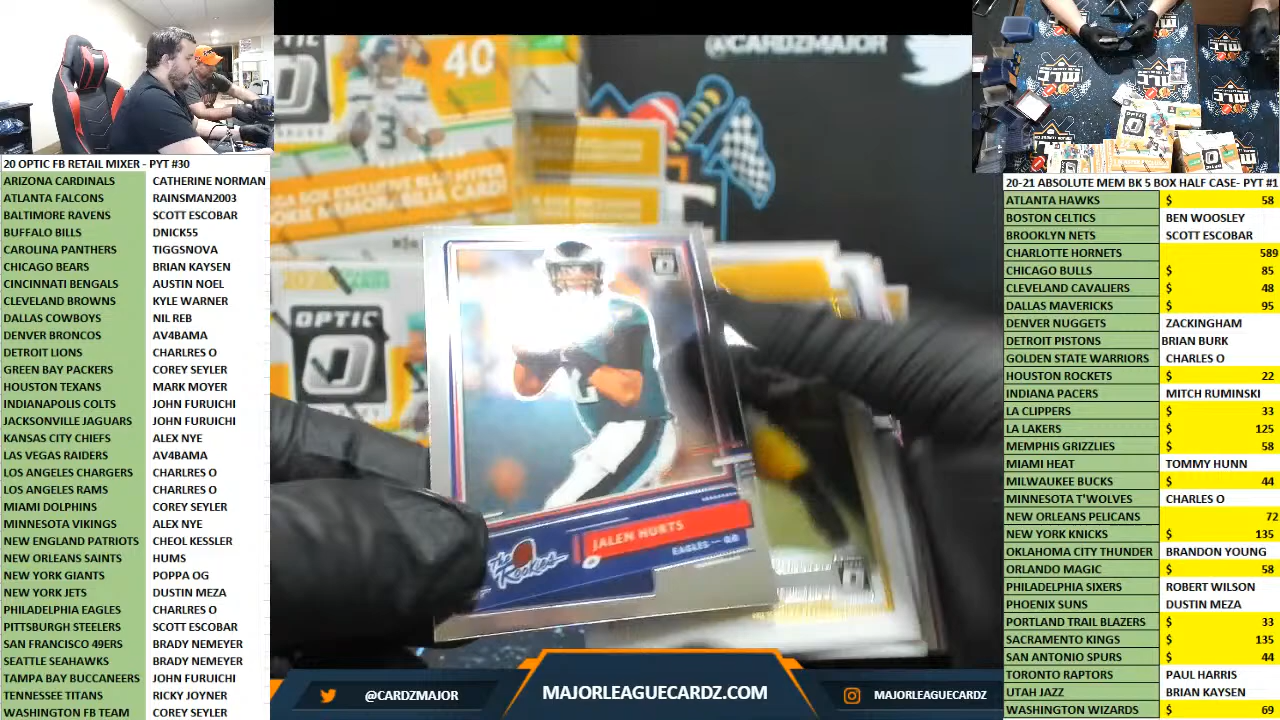 20 OPTIC FB RETAIL MIXER - PYT #30
ARIZONA CARDINALS CATHERINE NORMAN
ATLANTA FALCONS RAINSMAN2003
BALTIMORE RAVENS SCOTT ESCOBAR
BUFFALO BILLS DNICK55
CAROLINA PANTHERS TIGGSNOVA
CHICAGO BEARS BRIAN KAYSEN
CINCINNATI BENGALS AUSTIN NOEL
CLEVELAND BROWNS KYLE WARNER
DALLAS COWBOYS NIL REB
DENVER BRONCOS AV4BAMA
DETROIT LIONS CHARLRES O
GREEN BAY PACKERS COREY SEYLER
HOUSTON TEXANS MARK MOYER
INDIANAPOLIS COLTS JOHN FURUICHI
JACKSONVILLE JAGUARS JOHN FURUICHI
KANSAS CITY CHIEFS ALEX NYE
LAS VEGAS RAIDERS AV4BAMA
LOS ANGELES CHARGERS CHARLRES O
LOS ANGELES RAMS CHARLRES O
MIAMI DOLPHINS COREY SEYLER
MINNESOTA VIKINGS ALEX NYE
NEW ENGLAND PATRIOTS CHEOL KESSLER
NEW ORLEANS SAINTS HUMS
NEW YORK GIANTS POPPA OG
NEW YORK JETS DUSTIN MEZA
PHILADELPHIA EAGLES CHARLRES O
PITTSBURGH STEELERS SCOTT ESCOBAR
SAN FRANCISCO 49ERS BRADY NEMEYER
SEATTLE SEAHAWKS BRADY NEMEYER
TAMPA BAY BUCCANEERS JOHN FURUICHI
TENNESSEE TITANS RICKY JOYNER
WASHINGTON FB TEAM COREY SEYLER
@CARDZMAJOR
40
OPTIC
JALEN HURTS
EAGLES — QB
The Rookies
@CARDZMAJOR
MAJORLEAGUECARDZ.COM
MAJORLEAGUECARDZ
20-21 ABSOLUTE MEM BK 5 BOX HALF CASE- PYT #1
ATLANTA HAWKS $ 58
BOSTON CELTICS BEN WOOSLEY
BROOKLYN NETS SCOTT ESCOBAR
CHARLOTTE HORNETS 589
CHICAGO BULLS $ 85
CLEVELAND CAVALIERS $ 48
DALLAS MAVERICKS $ 95
DENVER NUGGETS ZACKINGHAM
DETROIT PISTONS BRIAN BURK
GOLDEN STATE WARRIORS CHARLES O
HOUSTON ROCKETS $ 22
INDIANA PACERS MITCH RUMINSKI
LA CLIPPERS $ 33
LA LAKERS $ 125
MEMPHIS GRIZZLIES $ 58
MIAMI HEAT TOMMY HUNN
MILWAUKEE BUCKS $ 44
MINNESOTA T'WOLVES CHARLES O
NEW ORLEANS PELICANS 72
NEW YORK KNICKS $ 135
OKLAHOMA CITY THUNDER BRANDON YOUNG
ORLANDO MAGIC $ 58
PHILADELPHIA SIXERS ROBERT WILSON
PHOENIX SUNS DUSTIN MEZA
PORTLAND TRAIL BLAZERS $ 33
SACRAMENTO KINGS $ 135
SAN ANTONIO SPURS $ 44
TORONTO RAPTORS PAUL HARRIS
UTAH JAZZ BRIAN KAYSEN
WASHINGTON WIZARDS $ 69